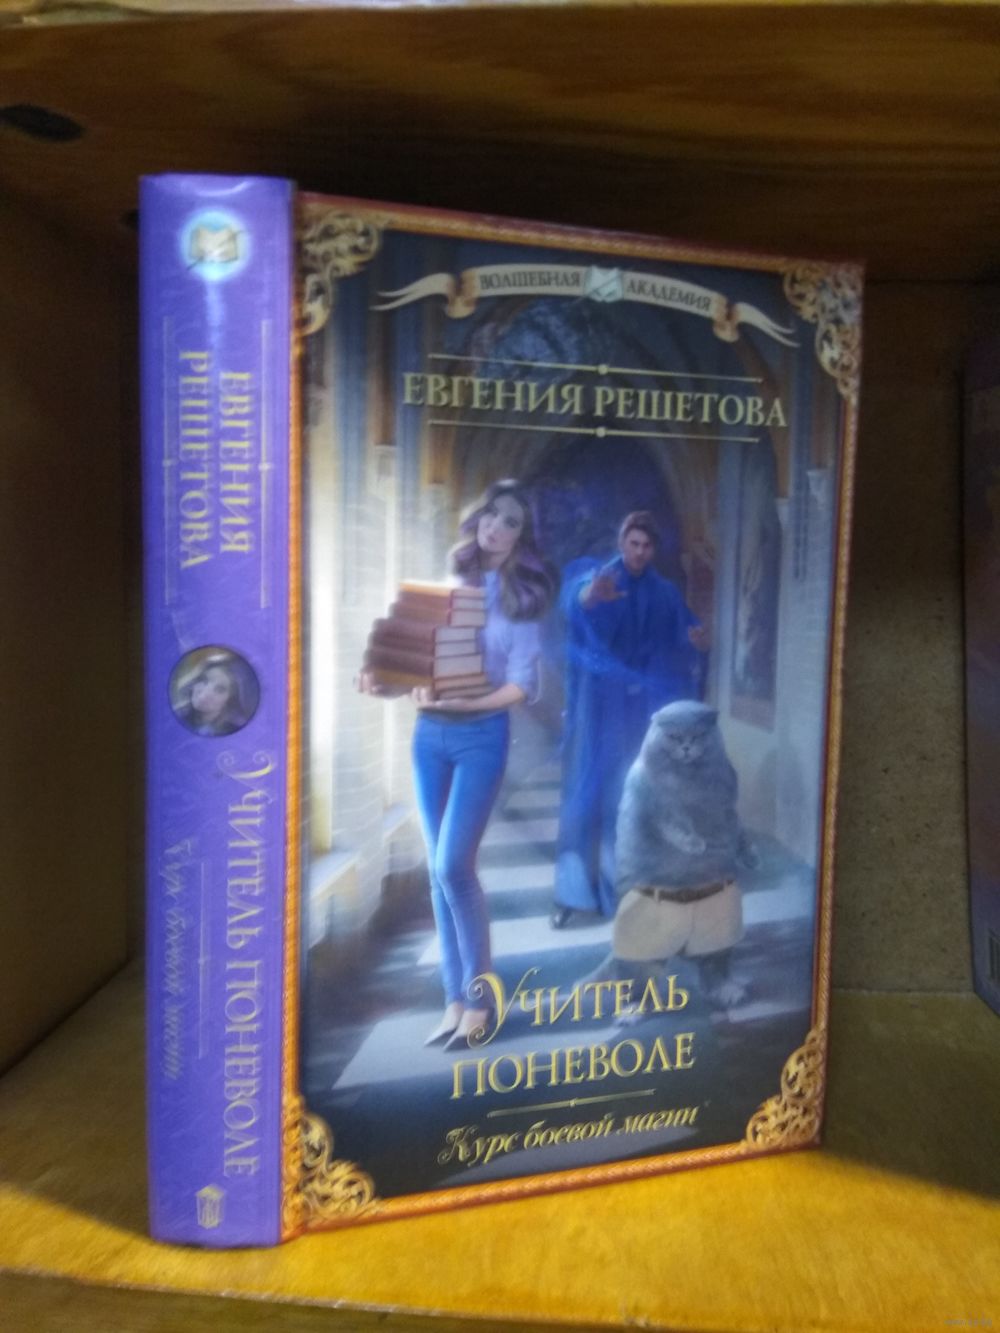 ЕВГЕНИЯ
РЕШЕТОВА
УЧИТЕЛЬ ПОНЕВОЛЕ
Курс боевой магии
ВОЛШЕБНАЯ АКАДЕМИЯ
ЕВГЕНИЯ РЕШЕТОВА
УЧИТЕЛЬ
ПОНЕВОЛЕ
Курс боевой магии